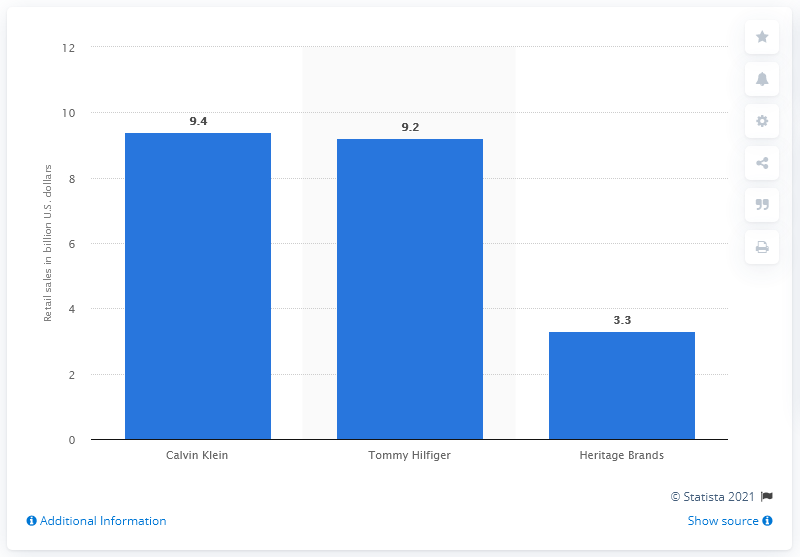 Retail sales in billion U.S. dollars
12
10
8
6
4
2
0
9.4
9.2
3.3
Calvin Klein
Tommy Hilfiger
Heritage Brands
© Statista 2021
Additional Information
Show source